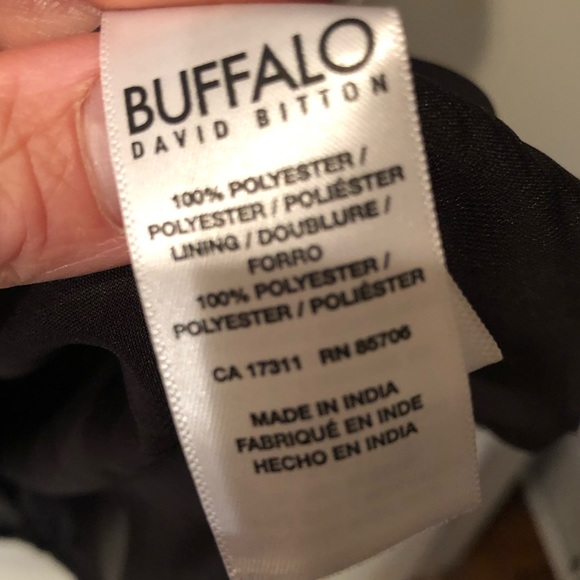 BUFFALO
DAVID BITTON
100% POLYESTER /
POLYESTER / POLIÉSTER
LINING / DOUBLURE /
FORRO
100% POLYESTER /
POLYESTER / POLIÉSTER
CA 17311 RN 85706
MADE IN INDIA
FABRIQUÉ EN INDE
HECHO EN INDIA